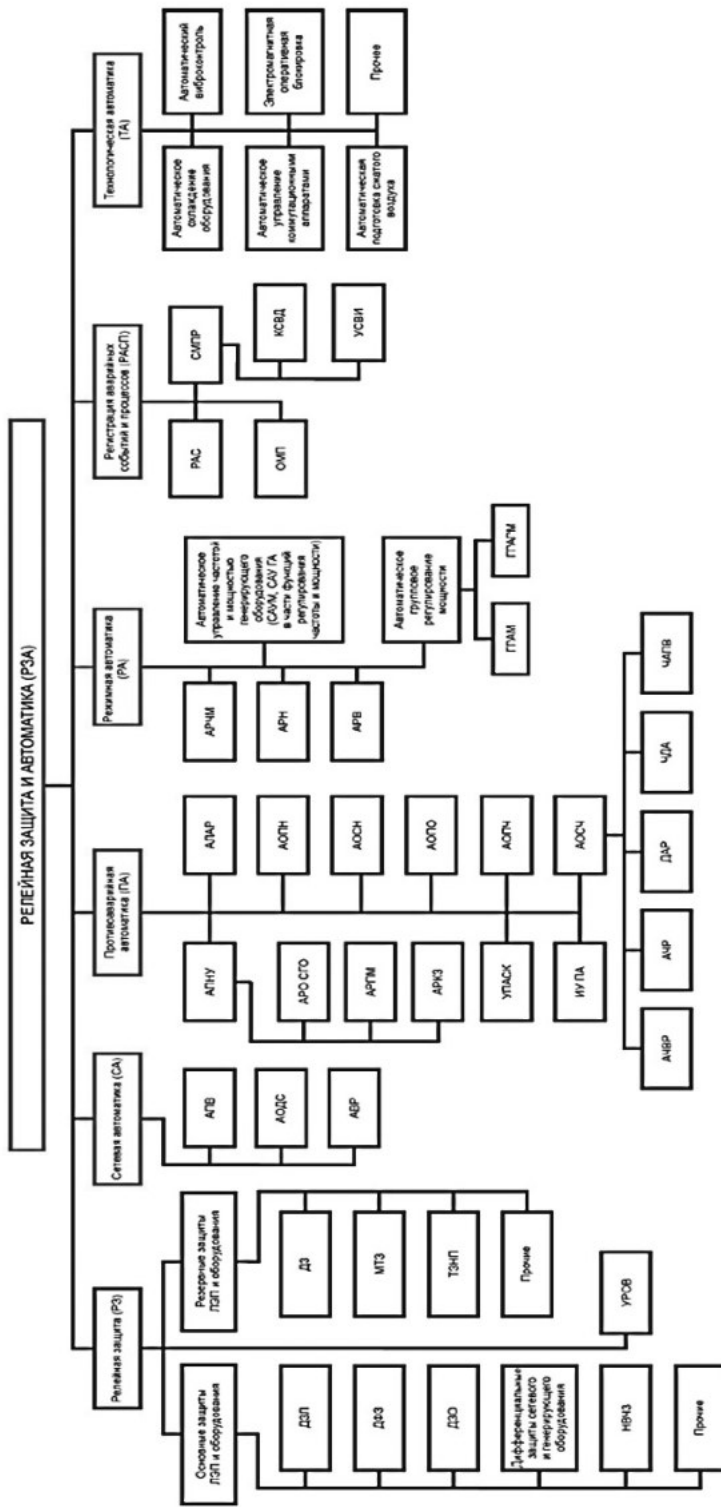 РЕЛЕЙНАЯ ЗАЩИТА И АВТОМАТИКА (РЗА)
Релейная защита (РЗ)
Основные защиты
ЛЭП и оборудования
ДЗЛ
ДФЗ
ДЗО
Дифференциальные
защиты сетевого
и генерирующего
оборудования
НВЧЗ
Прочие
Резервные защиты
ЛЭП и оборудования
ДЗ
МТЗ
ТЗНП
Прочие
УРОВ
Сетевая автоматика (СА)
АПВ
АОДС
АВР
Противоаварийная
автоматика (ПА)
АПНУ
АРО СГО
АРПМ
АРКЗ
УПАСК
ИУ ПА
АЛАР
АОПН
АОСН
АОПО
АОПЧ
АОСЧ
АЧВР
АЧР
ДАР
ЧДА
ЧАПВ
Режимная автоматика
(РА)
АРЧМ
АРН
АРВ
Автоматическое
управление частотой
и мощностью
генерирующего
оборудования
(САУМ, САУ ГА
в части функций
регулирования
частоты и мощности)
Автоматическое
групповое
регулирование
мощности
ГРАМ
ГРАРМ
Регистрация аварийных
событий и процессов (РАСП)
РАС
ОМП
СМПР
КСВД
УСВИ
Технологическая автоматика
(ТА)
Автоматическое
охлаждение
оборудования
Автоматический
виброконтроль
Автоматическое
управление
коммутационными
аппаратами
Электромагнитная
оперативная
блокировка
Автоматическая
подготовка сжатого
воздуха
Прочее